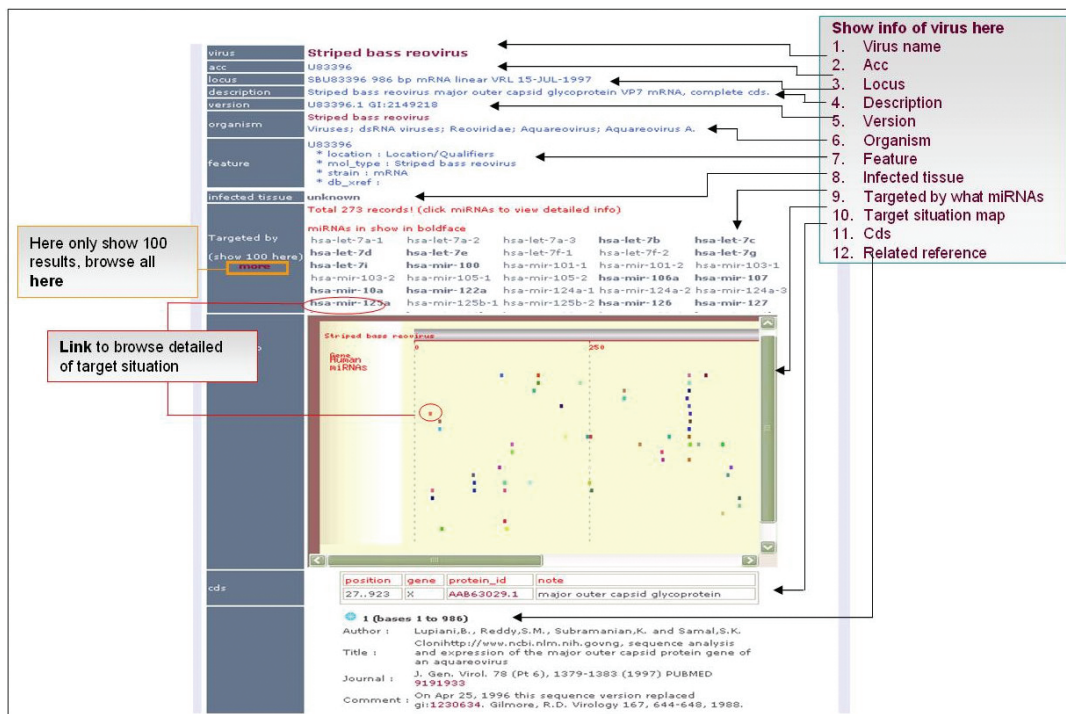 Show info of virus here
1. Virus name
2. Acc
3. Locus
4. Description
5. Version
6. Organism
7. Feature
8. Infected tissue
9. Targeted by what miRNAs
10. Target situation map
11. Cds
12. Related reference
virus Striped bass reovirus
acc U83396
locus SBU83396 986 bp mRNA linear VRL 15-JUL-1997
description Striped bass reovirus major outer capsid glycoprotein VP7 mRNA, complete cds.
version U83396.1 GI:2149218
organism Striped bass reovirus
Viruses; dsRNA viruses; Reoviridae; Aquareovirus; Aquareovirus A.
feature U83396
* location : Location/Qualifiers
* mol_type : Striped bass reovirus
* strain : mRNA
* db_xref :
infected tissue unknown
Targeted by
(show 100 here)
more
Total 273 records! (click miRNAs to view detailed info)
miRNAs in show in boldface
hsa-let-7a-1 hsa-let-7a-2 hsa-let-7a-3 hsa-let-7b hsa-let-7c
hsa-let-7d hsa-let-7e hsa-let-7f-1 hsa-let-7f-2 hsa-let-7g
hsa-let-7i hsa-mir-100 hsa-mir-101-1 hsa-mir-101-2 hsa-mir-103-1
hsa-mir-103-2 hsa-mir-105-1 hsa-mir-105-2 hsa-mir-106a hsa-mir-107
hsa-mir-10a hsa-mir-122a hsa-mir-124a-1 hsa-mir-124a-2 hsa-mir-124a-3
hsa-mir-125a hsa-mir-125b-1 hsa-mir-125b-2 hsa-mir-126 hsa-mir-127
Here only show 100
results, browse all
here
Link to browse detailed
of target situation
Striped bass reovirus
0 250
Gene
Human
miRNAs
cds
position gene protein_id note
27..923 X AAB63029.1 major outer capsid glycoprotein
1 (bases 1 to 986)
Author : Lupiani,B., Reddy,S.M., Subramanian,K. and Samal,S.K.
Title : Clonihttp://www.ncbi.nlm.nih.govng, sequence analysis
and expression of the major outer capsid protein gene of
an aquareovirus
Journal : J. Gen. Virol. 78 (Pt 6), 1379-1383 (1997) PUBMED
9191933
Comment : On Apr 25, 1996 this sequence version replaced
gi:1230634. Gilmore, R.D. Virology 167, 644-648, 1988.